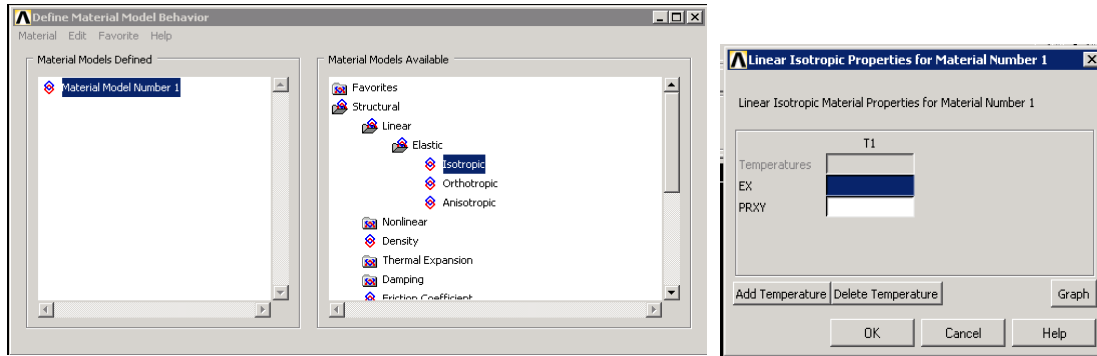 Define Material Model Behavior
Material Edit Favorite Help
Material Models Defined
Material Model Number 1
Material Models Available
Favorites
Structural
Linear
Elastic
Isotropic
Orthotropic
Anisotropic
Nonlinear
Density
Thermal Expansion
Damping
Friction Coefficient
Linear Isotropic Properties for Material Number 1
Linear Isotropic Material Properties for Material Number 1
T1
Temperatures
EX
PRXY
Add Temperature Delete Temperature Graph
OK Cancel Help